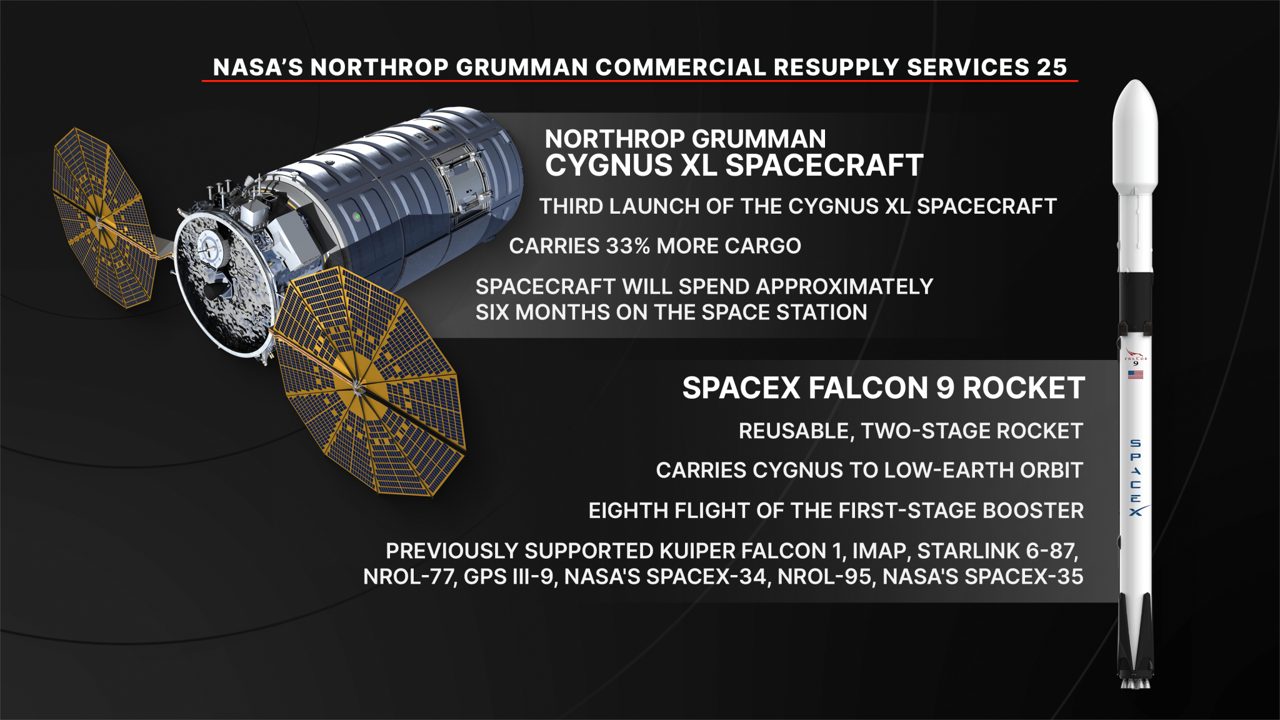 NASA'S NORTHROP GRUMMAN COMMERCIAL RESUPPLY SERVICES 25
NORTHROP GRUMMAN
CYGNUS XL SPACECRAFT
THIRD LAUNCH OF THE CYGNUS XL SPACECRAFT
CARRIES 33% MORE CARGO
SPACECRAFT WILL SPEND APPROXIMATELY
SIX MONTHS ON THE SPACE STATION
SPACEX FALCON 9 ROCKET
REUSABLE, TWO-STAGE ROCKET
CARRIES CYGNUS TO LOW-EARTH ORBIT
EIGHTH FLIGHT OF THE FIRST-STAGE BOOSTER
PREVIOUSLY SUPPORTED KUIPER FALCON 1, IMAP, STARLINK 6-87,
NROL-77, GPS III-9, NASA'S SPACEX-34, NROL-95, NASA'S SPACEX-35
FALCON
9
SPACEX